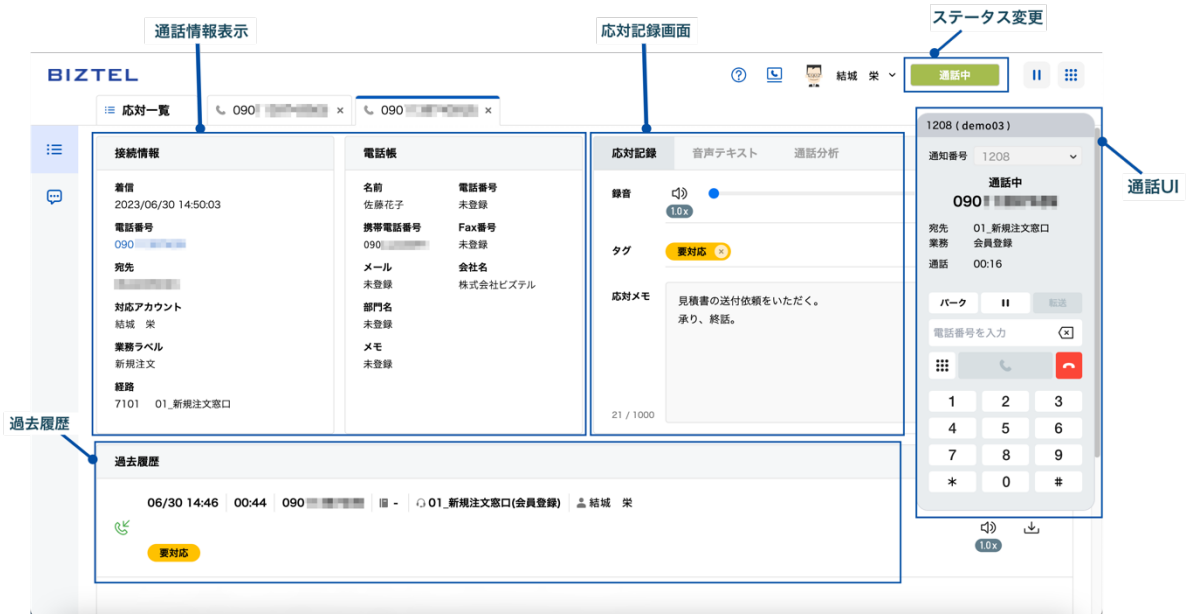 ステータス変更
通話情報表示
応対記録画面
BIZTEL
結城 栄
通話中
応対一覧
090
×
090
×
1208 ( demo03 )
接続情報
電話帳
応対記録
音声テキスト
通話分析
通知番号
1208
通話UI
着信
2023/06/30 14:50:03
電話番号
090
宛先
対応アカウント
結城 栄
業務ラベル
新規注文
経路
7101 01_新規注文窓口
名前
佐藤花子
電話番号
未登録
携帯電話番号
090
Fax番号
未登録
メール
未登録
会社名
株式会社ビズテル
部門名
未登録
メモ
未登録
録音
1.0x
タグ
要対応
応対メモ
見積書の送付依頼をいただく。
承り、終話。
21 / 1000
通話中
090
宛先 01_新規注文窓口
業務 会員登録
通話 00:16
パーク
転送
電話番号を入力
1 2 3
4 5 6
7 8 9
* 0 #
過去履歴
過去履歴
06/30 14:46 00:44 090 - 01_新規注文窓口(会員登録) 結城 栄
要対応
1.0x